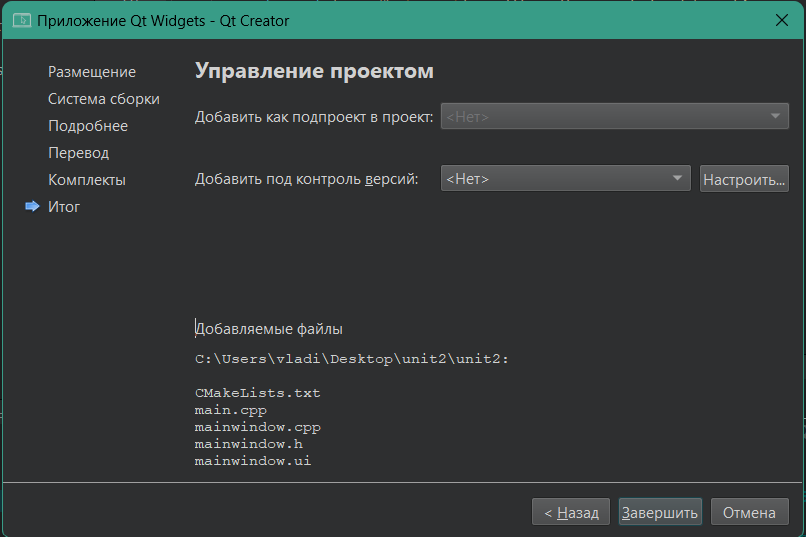 Приложение Qt Widgets - Qt Creator
Размещение
Система сборки
Подробнее
Перевод
Комплекты
Итог
Управление проектом
Добавить как подпроект в проект: <Нет>
Добавить под контроль версий: <Нет> Настроить...
Добавляемые файлы
C:\Users\vladi\Desktop\unit2\unit2:
CMakeLists.txt
main.cpp
mainwindow.cpp
mainwindow.h
mainwindow.ui
< Назад Завершить Отмена